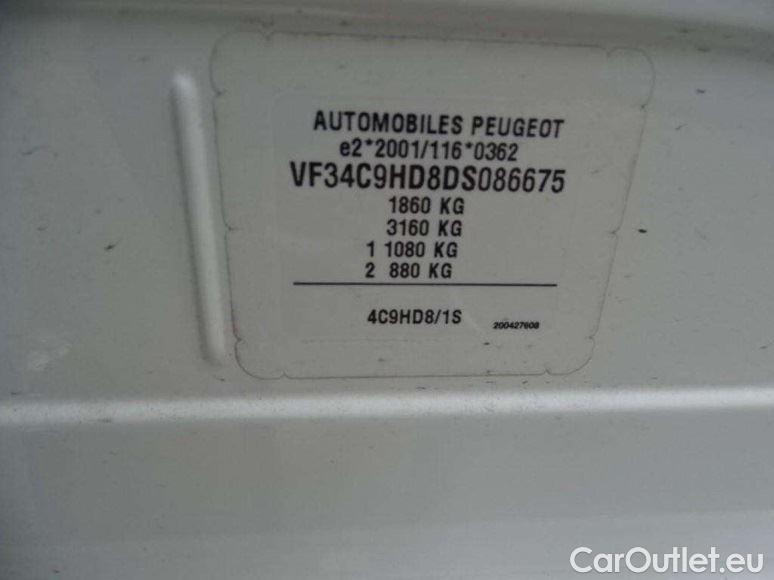 AUTOMOBILES PEUGEOT
e2*2001/116*0362
VF34C9HD8DS086675
1860 KG
3160 KG
1 1080 KG
2 880 KG
4C9HD8/1S
200427608
CarOutlet.eu